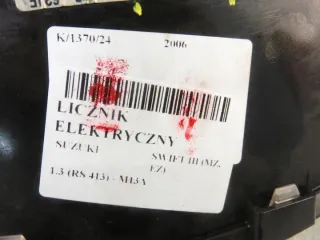 K/1370/24 2006
LICZNIK
ELEKTRYCZNY
SUZUKI SWIFT III (MZ,
EZ)
1.3 (RS 413) - M13A